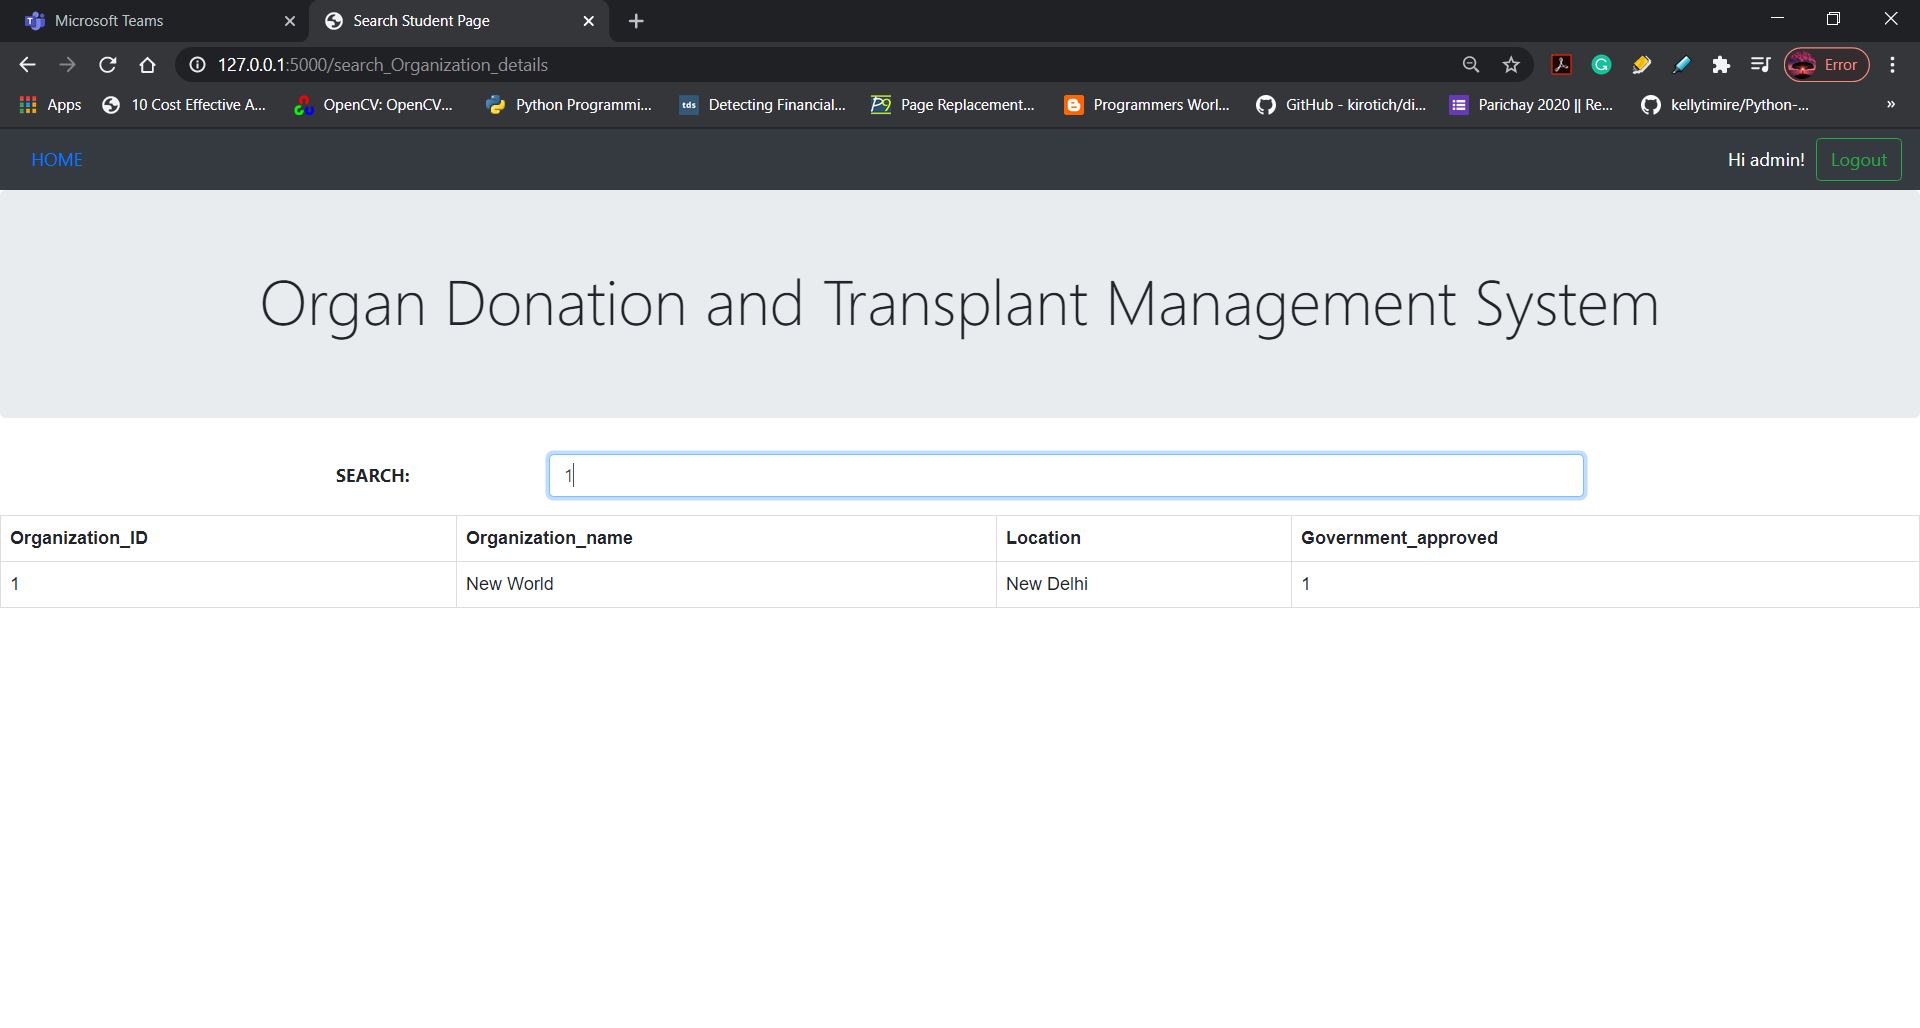 Microsoft Teams
Search Student Page
127.0.0.1:5000/search_Organization_details
Error
Apps
10 Cost Effective A...
OpenCV: OpenCV...
Python Programmi...
tds
Detecting Financial...
P9
Page Replacement...
Programmers Worl...
GitHub - kirotich/di...
Parichay 2020 || Re...
kellytimire/Python-...
»
HOME
Hi admin!
Logout
Organ Donation and Transplant Management System
SEARCH:
1
Organization_ID Organization_name Location Government_approved
1 New World New Delhi 1